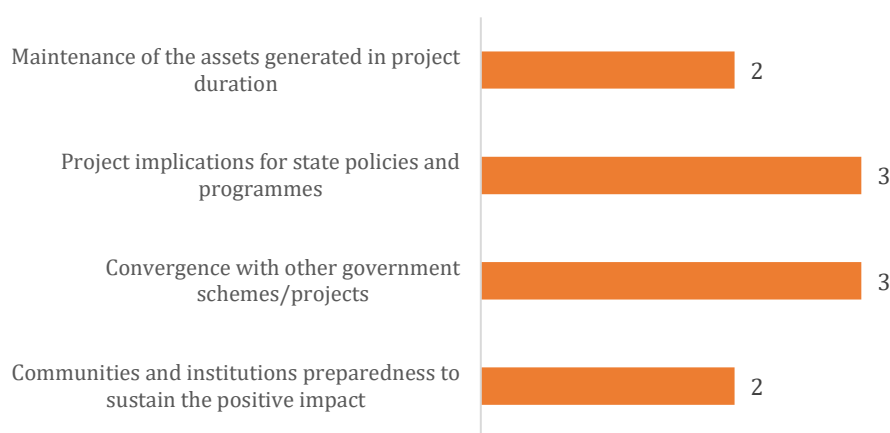 Maintenance of the assets generated in project
duration
2
Project implications for state policies and
programmes
3
Convergence with other government
schemes/projects
3
Communities and institutions preparedness to
sustain the positive impact
2